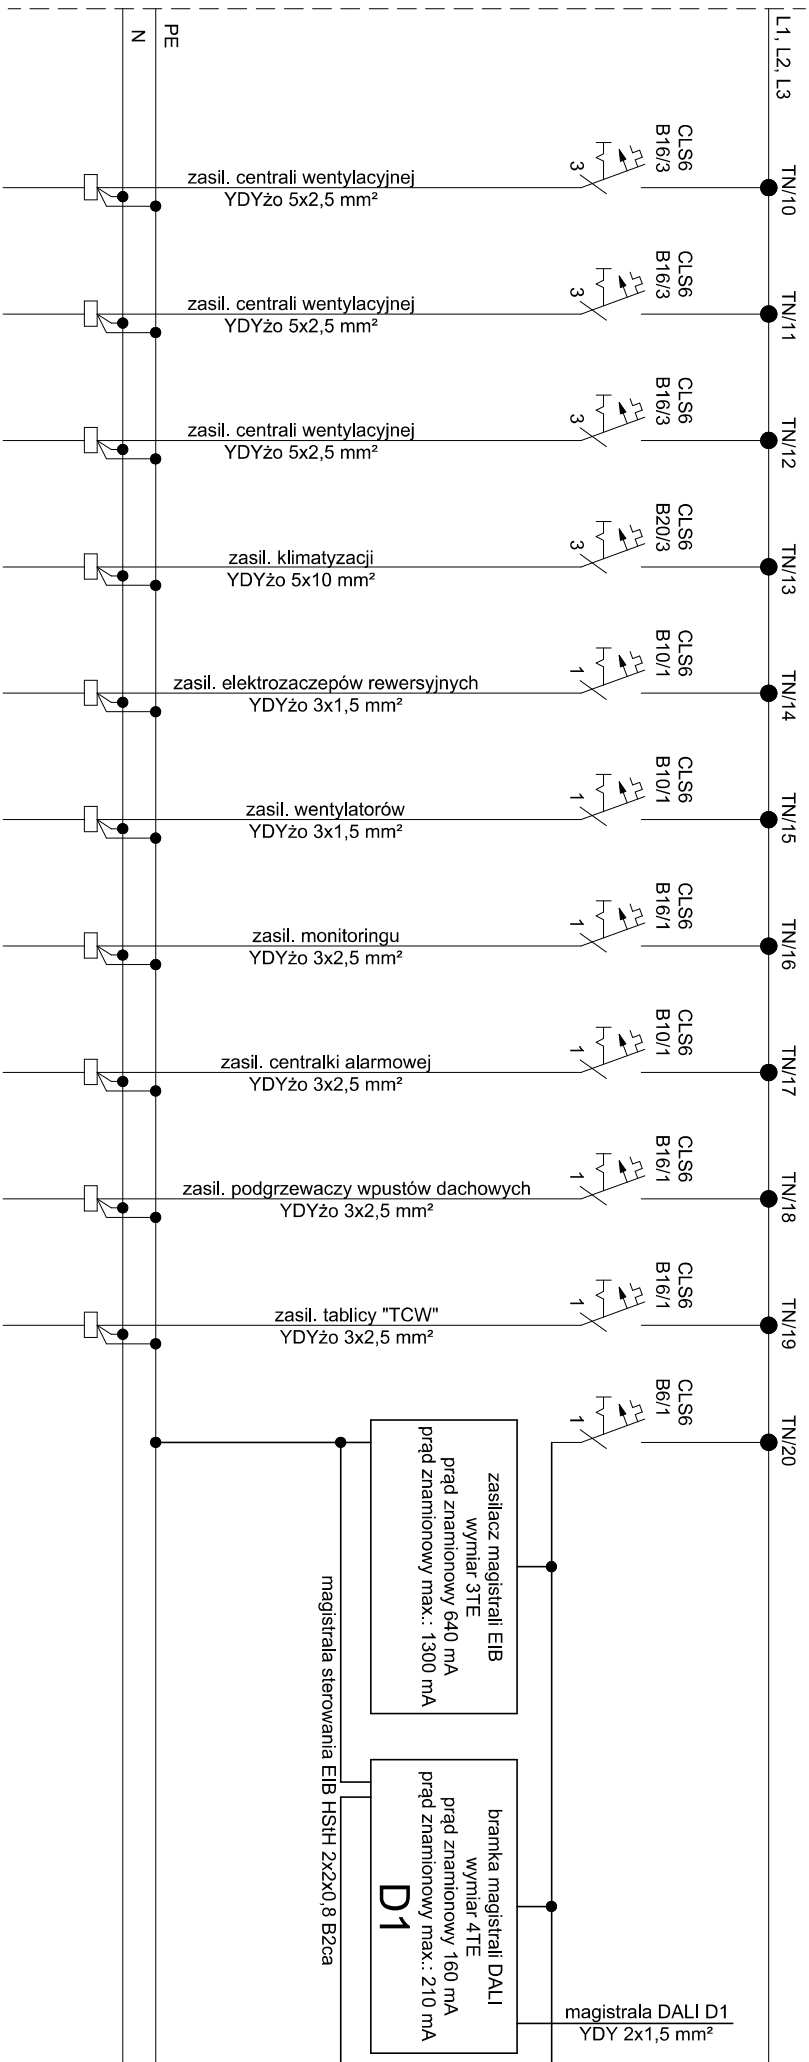 L1, L2, L3
PE
N
TN/10
CLS6
B16/3
3
zasil. centrali wentylacyjnej
YDYżo 5x2,5 mm²
TN/11
CLS6
B16/3
3
zasil. centrali wentylacyjnej
YDYżo 5x2,5 mm²
TN/12
CLS6
B16/3
3
zasil. centrali wentylacyjnej
YDYżo 5x2,5 mm²
TN/13
CLS6
B20/3
3
zasil. klimatyzacji
YDYżo 5x10 mm²
TN/14
CLS6
B10/1
1
zasil. elektrozaczepów rewersyjnych
YDYżo 3x1,5 mm²
TN/15
CLS6
B10/1
1
zasil. wentylatorów
YDYżo 3x1,5 mm²
TN/16
CLS6
B16/1
1
zasil. monitoringu
YDYżo 3x2,5 mm²
TN/17
CLS6
B10/1
1
zasil. centralki alarmowej
YDYżo 3x2,5 mm²
TN/18
CLS6
B16/1
1
zasil. podgrzewaczy wpustów dachowych
YDYżo 3x2,5 mm²
TN/19
CLS6
B16/1
1
zasil. tablicy "TCW"
YDYżo 3x2,5 mm²
TN/20
CLS6
B6/1
1
zasilacz magistrali EIB
wymiar 3TE
prąd znamionowy 640 mA
prąd znamionowy max.: 1300 mA
magistrala sterowania EIB HStH 2x2x0,8 B2ca
bramka magistrali DALI
wymiar 4TE
prąd znamionowy 160 mA
prąd znamionowy max.: 210 mA
D1
magistrala DALI D1
YDY 2x1,5 mm²